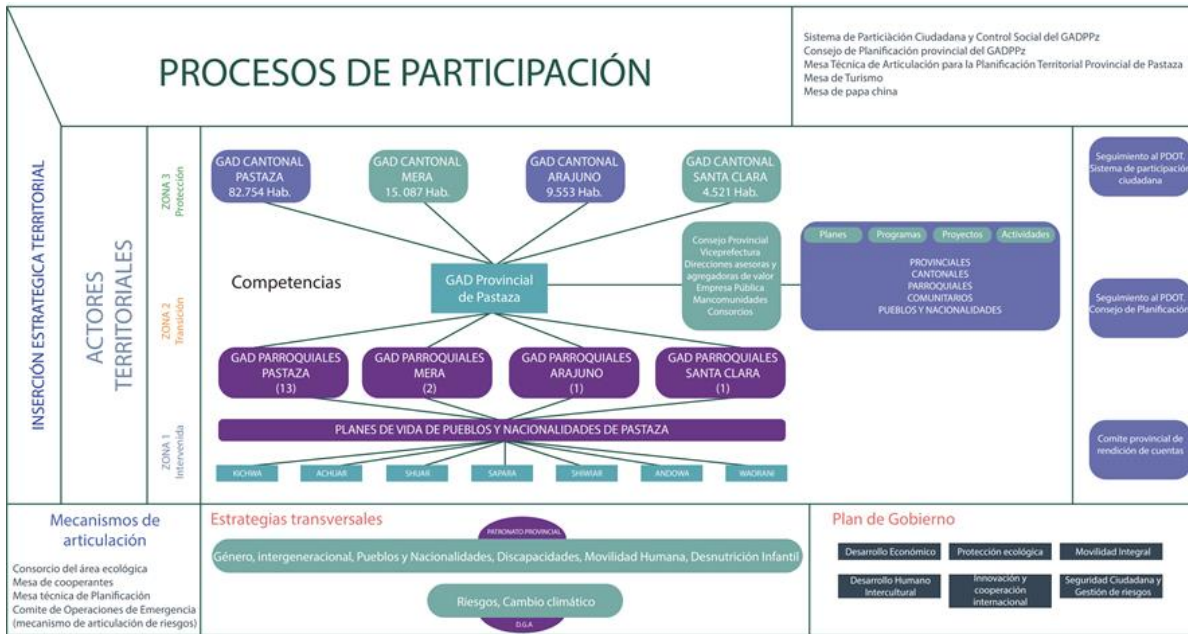 PROCESOS DE PARTICIPACIÓN
Sistema de Particiàción Ciudadana y Control Social del GADPPz
Consejo de Planificación provincial del GADPPz
Mesa Técnica de Articulación para la Planificación Territorial Provincial de Pastaza
Mesa de Turismo
Mesa de papa china
INSERCIÓN ESTRATEGICA TERRITORIAL
ACTORES
TERRITORIALES
ZONA 3
Protección
ZONA 2
Transición
ZONA 1
Intervenida
GAD CANTONAL
PASTAZA
82.754 Hab.
GAD CANTONAL
MERA
15. 087 Hab.
GAD CANTONAL
ARAJUNO
9.553 Hab.
GAD CANTONAL
SANTA CLARA
4.521 Hab.
Competencias
GAD Provincial
de Pastaza
Consejo Provincial
Viceprefectura
Direcciones asesoras y
agregadoras de valor
Empresa Pública
Mancomunidades
Consorcios
Planes
Programas
Proyectos
Actividades
PROVINCIALES
CANTONALES
PARROQUIALES
COMUNITARIOS
PUEBLOS Y NACIONALIDADES
GAD PARROQUIALES
PASTAZA
(13)
GAD PARROQUIALES
MERA
(2)
GAD PARROQUIALES
ARAJUNO
(1)
GAD PARROQUIALES
SANTA CLARA
(1)
PLANES DE VIDA DE PUEBLOS Y NACIONALIDADES DE PASTAZA
KICHWA
ACHUAR
SHUAR
SAPARA
SHIWIAR
ANDOWA
WAORANI
Seguimiento al PDOT.
Sistema de participación
ciudadana
Seguimiento al PDOT.
Consejo de Planificación
Comite provincial de
rendición de cuentas
Mecanismos de
articulación
Consorcio del área ecológica
Mesa de cooperantes
Mesa técnica de Planificación
Comite de Operaciones de Emergencia
(mecanismo de articulación de riesgos)
Estrategias transversales
PATRONATO PROVINCIAL
Género, intergeneracional, Pueblos y Nacionalidades, Discapacidades, Movilidad Humana, Desnutrición Infantil
Riesgos, Cambio climático
D.G.A
Plan de Gobierno
Desarrollo Económico
Protección ecológica
Movilidad Integral
Desarrollo Humano
Intercultural
Innovación y
cooperación
internacional
Seguridad Ciudadana y
Gestión de riesgos